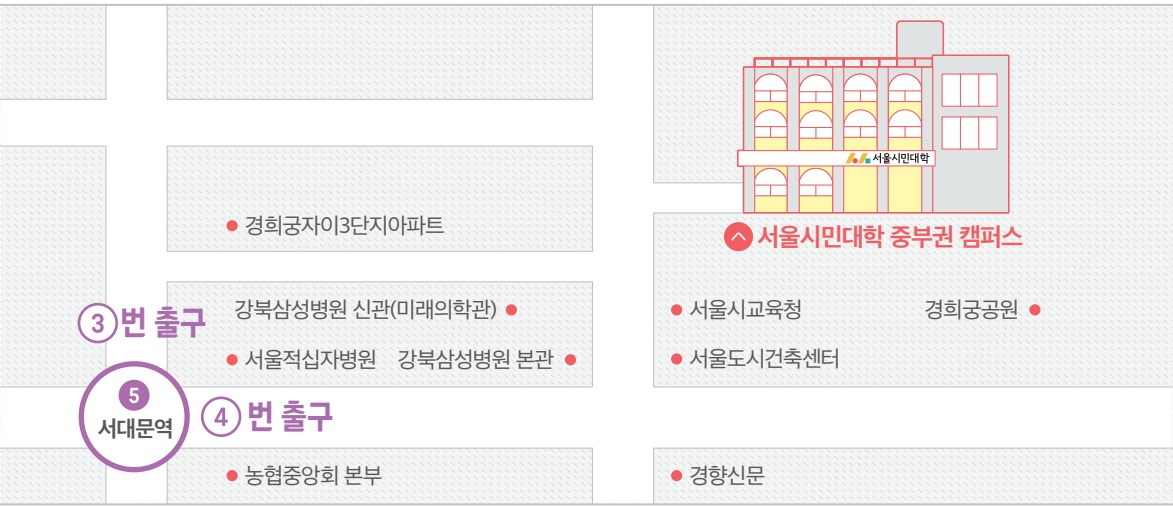 서울시민대학
경희궁자이3단지아파트
서울시민대학 중부권 캠퍼스
3번 출구
강북삼성병원 신관(미래의학관)
서울시교육청
경희궁공원
서울적십자병원
강북삼성병원 본관
서울도시건축센터
5
서대문역
4번 출구
농협중앙회 본부
경향신문